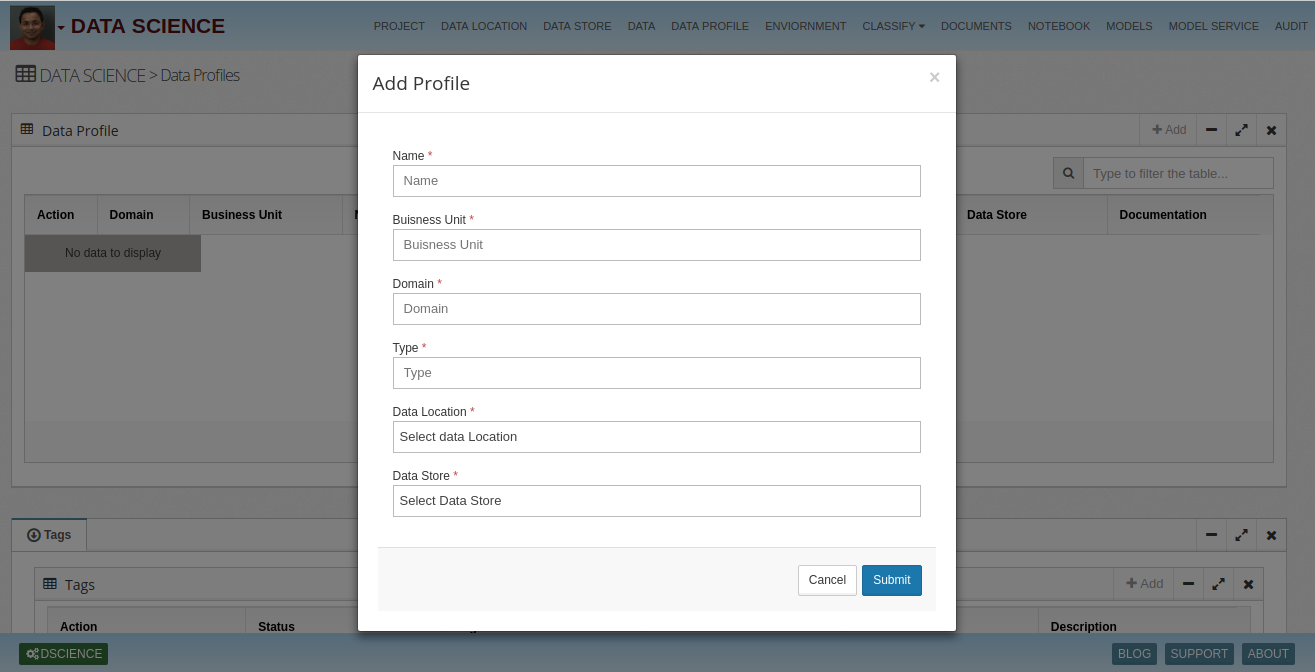 DATA SCIENCE
PROJECT DATA LOCATION DATA STORE DATA DATA PROFILE ENVIORNMENT CLASSIFY DOCUMENTS NOTEBOOK MODELS MODEL SERVICE AUDIT
DATA SCIENCE > Data Profiles
Data Profile
Add
Type to filter the table...
Action Domain Business Unit Data Store Documentation
No data to display
Add Profile
×
Name *
Name
Buisness Unit *
Buisness Unit
Domain *
Domain
Type *
Type
Data Location *
Select data Location
Data Store *
Select Data Store
Cancel Submit
Tags
Tags
Add
Action Status Description
DSCIENCE
BLOG SUPPORT ABOUT